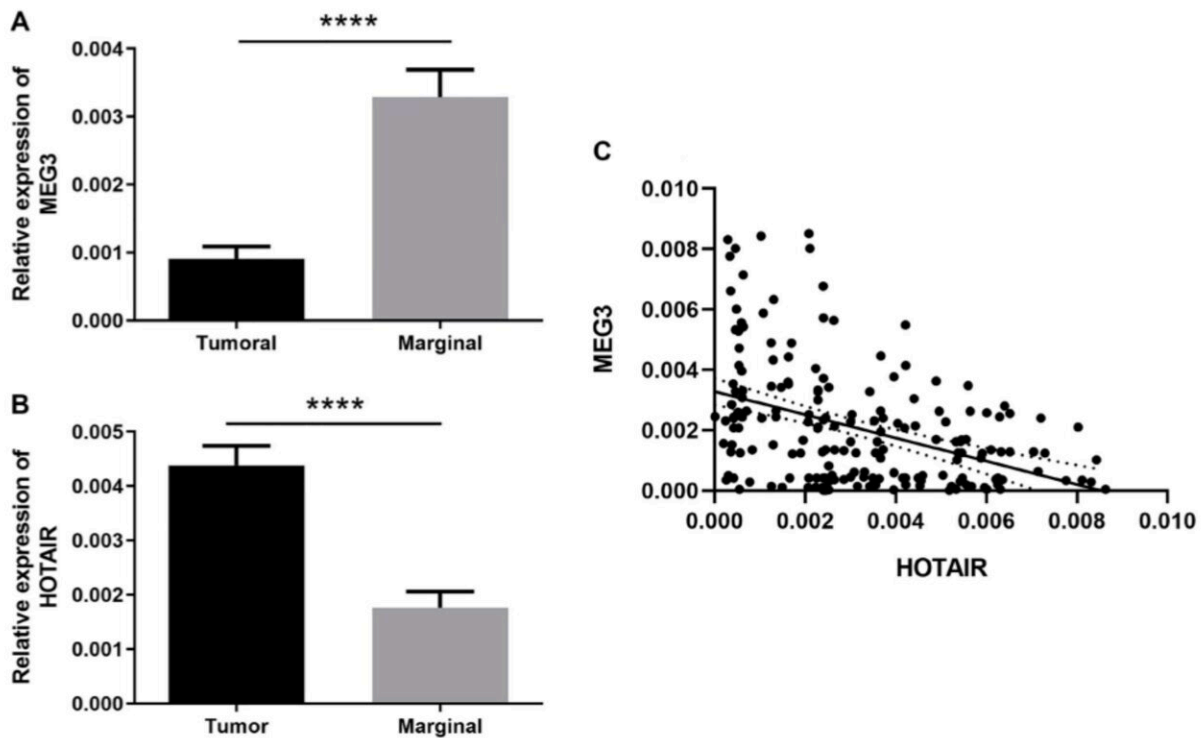 A
****
Relative expression of
MEG3
0.004
0.003
0.002
0.001
0.000
Tumoral Marginal
B
****
Relative expression of
HOTAIR
0.005
0.004
0.003
0.002
0.001
0.000
Tumor Marginal
C
MEG3
0.010
0.008
0.006
0.004
0.002
0.000
0.000 0.002 0.004 0.006 0.008 0.010
HOTAIR